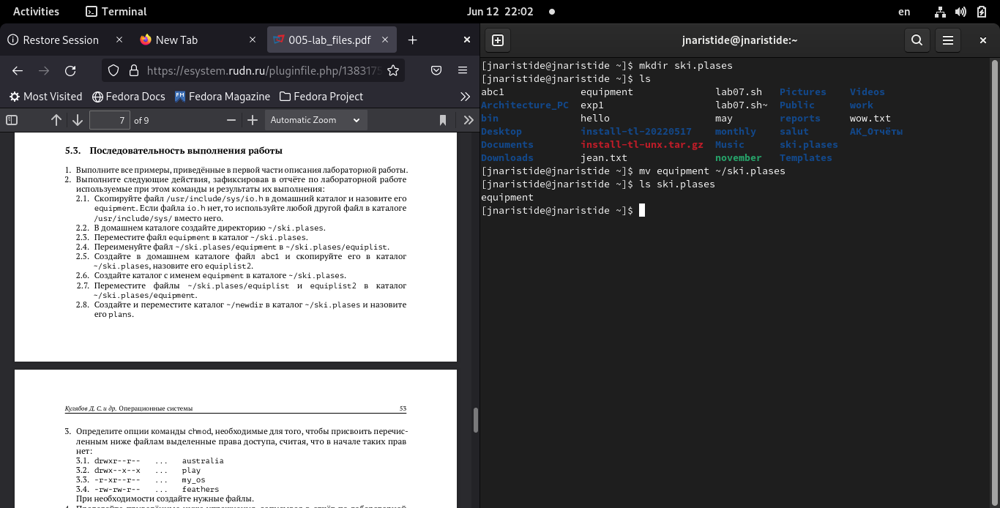 Activities Terminal Jun 12 22:02 en
Restore Session New Tab 005-lab_files.pdf
https://esystem.rudn.ru/pluginfile.php/1383175
Most Visited Fedora Docs Fedora Magazine Fedora Project
7 of 9 Automatic Zoom
5.3. Последовательность выполнения работы
1. Выполните все примеры, приведённые в первой части описания лабораторной работы.
2. Выполните следующие действия, зафиксировав в отчёте по лабораторной работе
используемые при этом команды и результаты их выполнения:
2.1. Скопируйте файл /usr/include/sys/io.h в домашний каталог и назовите его
equipment. Если файла io.h нет, то используйте любой другой файл в каталоге
/usr/include/sys/ вместо него.
2.2. В домашнем каталоге создайте директорию ~/ski.plases.
2.3. Переместите файл equipment в каталог ~/ski.plases.
2.4. Переименуйте файл ~/ski.plases/equipment в ~/ski.plases/equiplist.
2.5. Создайте в домашнем каталоге файл abc1 и скопируйте его в каталог
~/ski.plases, назовите его equiplist2.
2.6. Создайте каталог с именем equipment в каталоге ~/ski.plases.
2.7. Переместите файлы ~/ski.plases/equiplist и equiplist2 в каталог
~/ski.plases/equipment.
2.8. Создайте и переместите каталог ~/newdir в каталог ~/ski.plases и назовите
его plans.
Кулябов Д. С. и др. Операционные системы 53
3. Определите опции команды chmod, необходимые для того, чтобы присвоить перечис-
ленным ниже файлам выделенные права доступа, считая, что в начале таких прав
нет:
3.1. drwxr--r-- ... australia
3.2. drwx--x--x ... play
3.3. -r-xr--r-- ... my_os
3.4. -rw-rw-r-- ... feathers
При необходимости создайте нужные файлы.
jnaristide@jnaristide:~
[jnaristide@jnaristide ~]$ mkdir ski.plases
[jnaristide@jnaristide ~]$ ls
abc1 equipment lab07.sh Pictures Videos
Architecture_PC exp1 lab07.sh~ Public work
bin hello may reports wow.txt
Desktop install-tl-20220517 monthly salut АК_Отчёты
Documents install-tl-unx.tar.gz Music ski.plases
Downloads jean.txt november Templates
[jnaristide@jnaristide ~]$ mv equipment ~/ski.plases
[jnaristide@jnaristide ~]$ ls ski.plases
equipment
[jnaristide@jnaristide ~]$